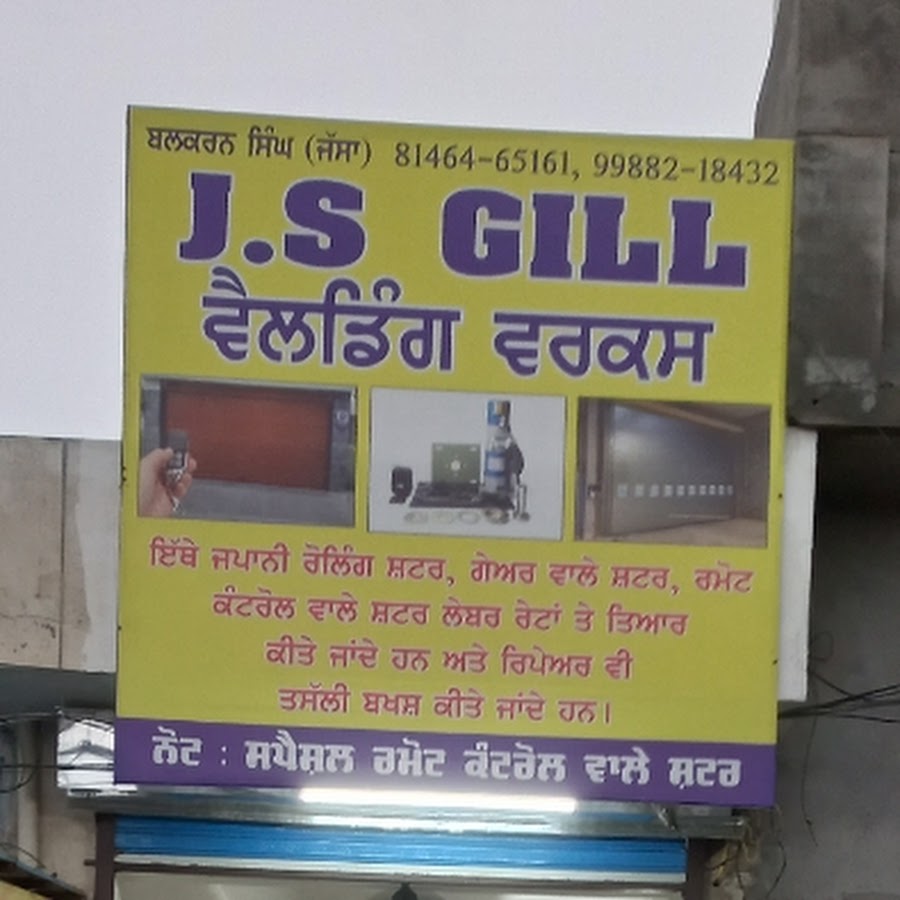 ਬਲਕਰਨ ਸਿੰਘ (ਜੱਸਾ) 81464-65161, 99882-18432
J.S GILL
ਵੈਲਡਿੰਗ ਵਰਕਸ
ਇੱਥੇ ਜਪਾਨੀ ਰੋਲਿੰਗ ਸ਼ਟਰ, ਗੇਅਰ ਵਾਲੇ ਸ਼ਟਰ, ਰਮੋਟ
ਕੰਟਰੋਲ ਵਾਲੇ ਸ਼ਟਰ ਲੇਬਰ ਰੇਟਾਂ ਤੇ ਤਿਆਰ
ਕੀਤੇ ਜਾਂਦੇ ਹਨ ਅਤੇ ਰਿਪੇਅਰ ਵੀ
ਤਸੱਲੀ ਬਖਸ਼ ਕੀਤੇ ਜਾਂਦੇ ਹਨ।
ਨੋਟ : ਸਪੈਸ਼ਲ ਰਮੋਟ ਕੰਟਰੋਲ ਵਾਲੇ ਸ਼ਟਰ